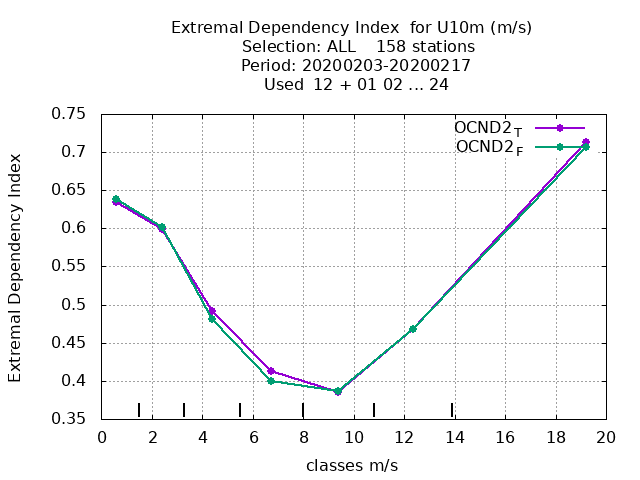 Extremal Dependency Index  for U10m (m/s)
Selection: ALL    158 stations
Period: 20200203-20200217
Used  12 + 01 02 ... 24
OCND2T
OCND2F
Extremal Dependency Index
0.75
0.7
0.65
0.6
0.55
0.5
0.45
0.4
0.35
0 2 4 6 8 10 12 14 16 18 20
classes m/s